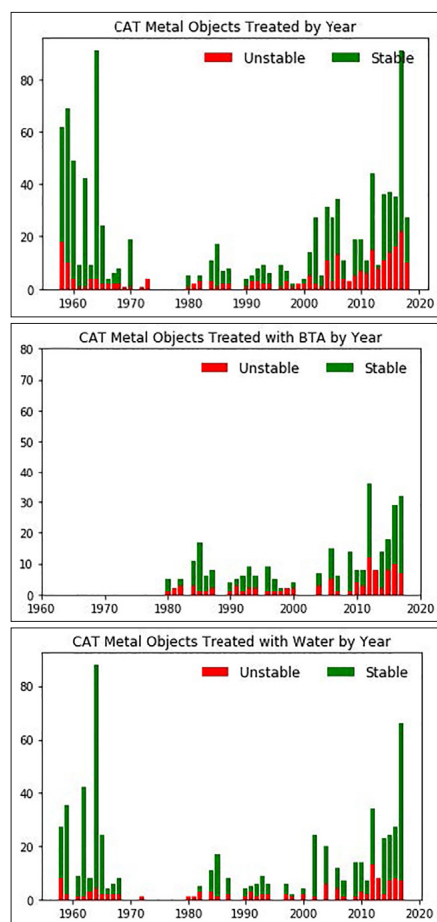 CAT Metal Objects Treated by Year
Unstable Stable
80
60
40
20
0
1960 1970 1980 1990 2000 2010 2020
CAT Metal Objects Treated with BTA by Year
Unstable Stable
80
70
60
50
40
30
20
10
0
1960 1970 1980 1990 2000 2010 2020
CAT Metal Objects Treated with Water by Year
Unstable Stable
80
60
40
20
0
1960 1970 1980 1990 2000 2010 2020